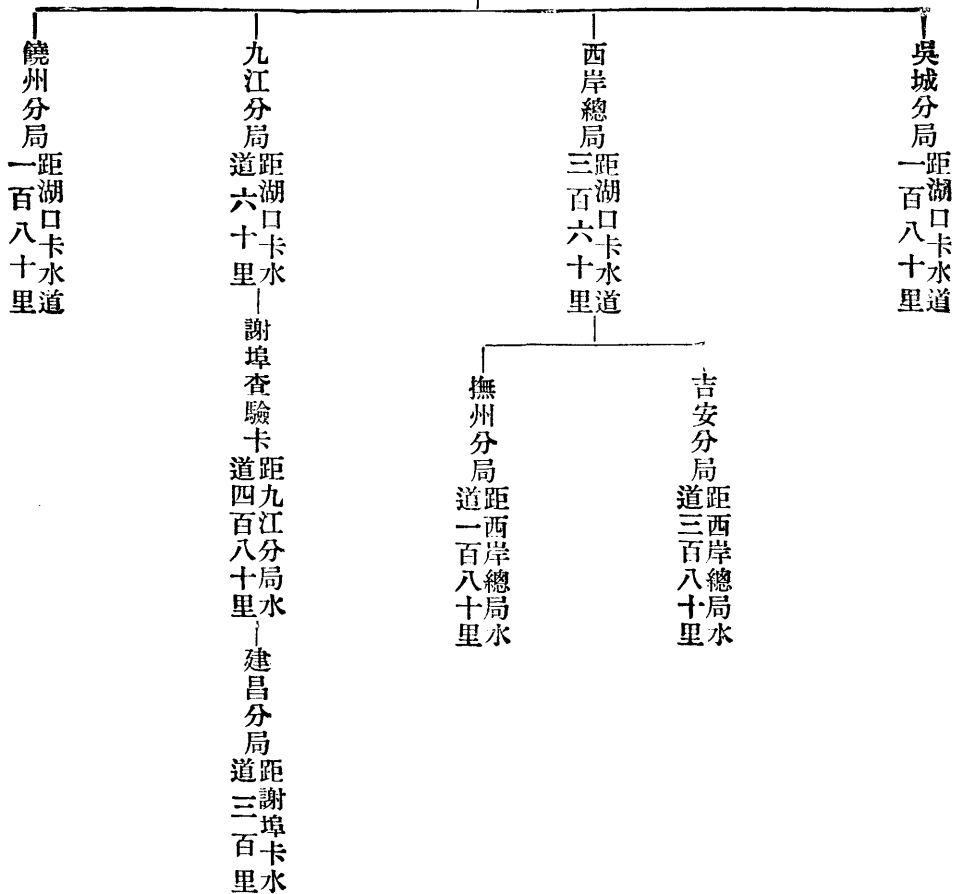 吳城分局
距湖口卡水道
一百八十里
西岸總局
距湖口卡水道
三百六十里
吉安分局
距西岸總局水
道三百八十里
撫州分局
距西岸總局水
道一百八十里
九江分局
距湖口卡水
道六十里
謝埠查驗卡
距九江分局水
道四百八十里
建昌分局
距謝埠卡水
道三百里
饒州分局
距湖口卡水道
一百八十里